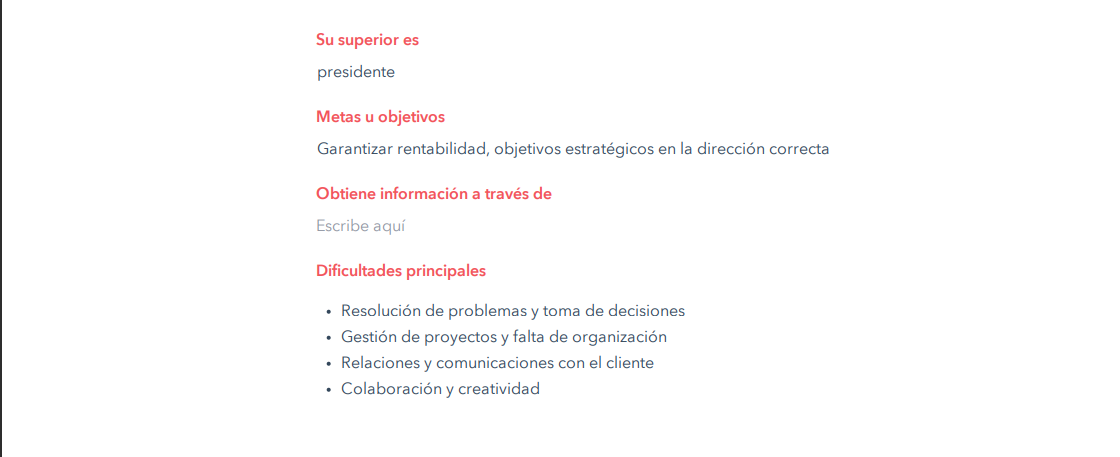 Su superior es
presidente
Metas u objetivos
Garantizar rentabilidad, objetivos estratégicos en la dirección correcta
Obtiene información a través de
Escribe aquí
Dificultades principales
• Resolución de problemas y toma de decisiones
• Gestión de proyectos y falta de organización
• Relaciones y comunicaciones con el cliente
• Colaboración y creatividad